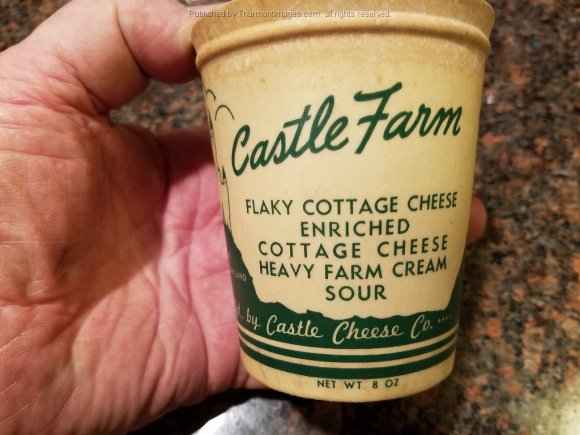 Published by Thurmontimages.com, all rights reserved.
Castle Farm
FLAKY COTTAGE CHEESE
ENRICHED
COTTAGE CHEESE
HEAVY FARM CREAM
SOUR
by Castle Cheese Co.
NET WT. 8 OZ